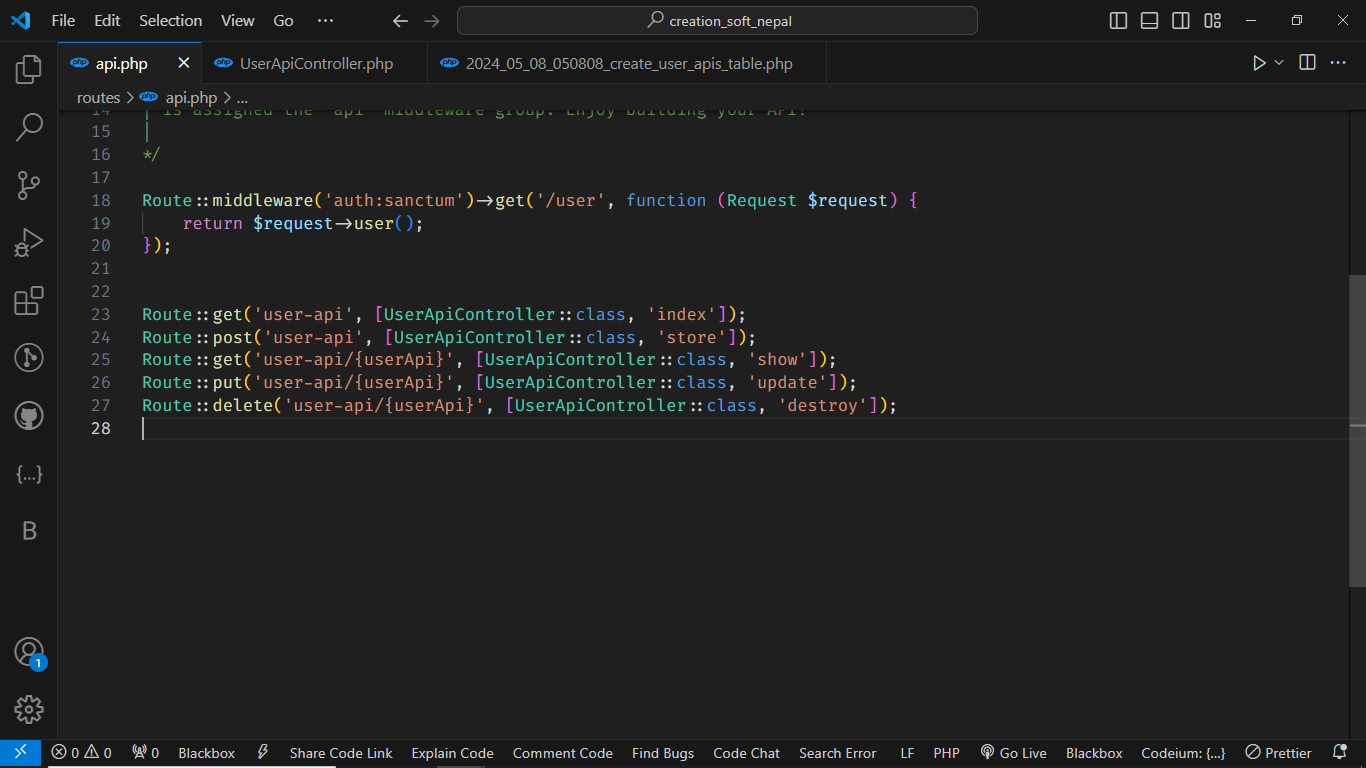 File Edit Selection View Go ··· ← → creation_soft_nepal
php api.php × php UserApiController.php php 2024_05_08_050808_create_user_apis_table.php
routes > php api.php > ...
14 | is assigned the "api" middleware group. Enjoy building your API!
15 |
16 */
17
18 Route::middleware('auth:sanctum')->get('/user', function (Request $request) {
19 return $request->user();
20 });
21
22
23 Route::get('user-api', [UserApiController::class, 'index']);
24 Route::post('user-api', [UserApiController::class, 'store']);
25 Route::get('user-api/{userApi}', [UserApiController::class, 'show']);
26 Route::put('user-api/{userApi}', [UserApiController::class, 'update']);
27 Route::delete('user-api/{userApi}', [UserApiController::class, 'destroy']);
28
{...}
B
1
0 0 0 Blackbox Share Code Link Explain Code Comment Code Find Bugs Code Chat Search Error LF PHP Go Live Blackbox Codeium: {...} Prettier